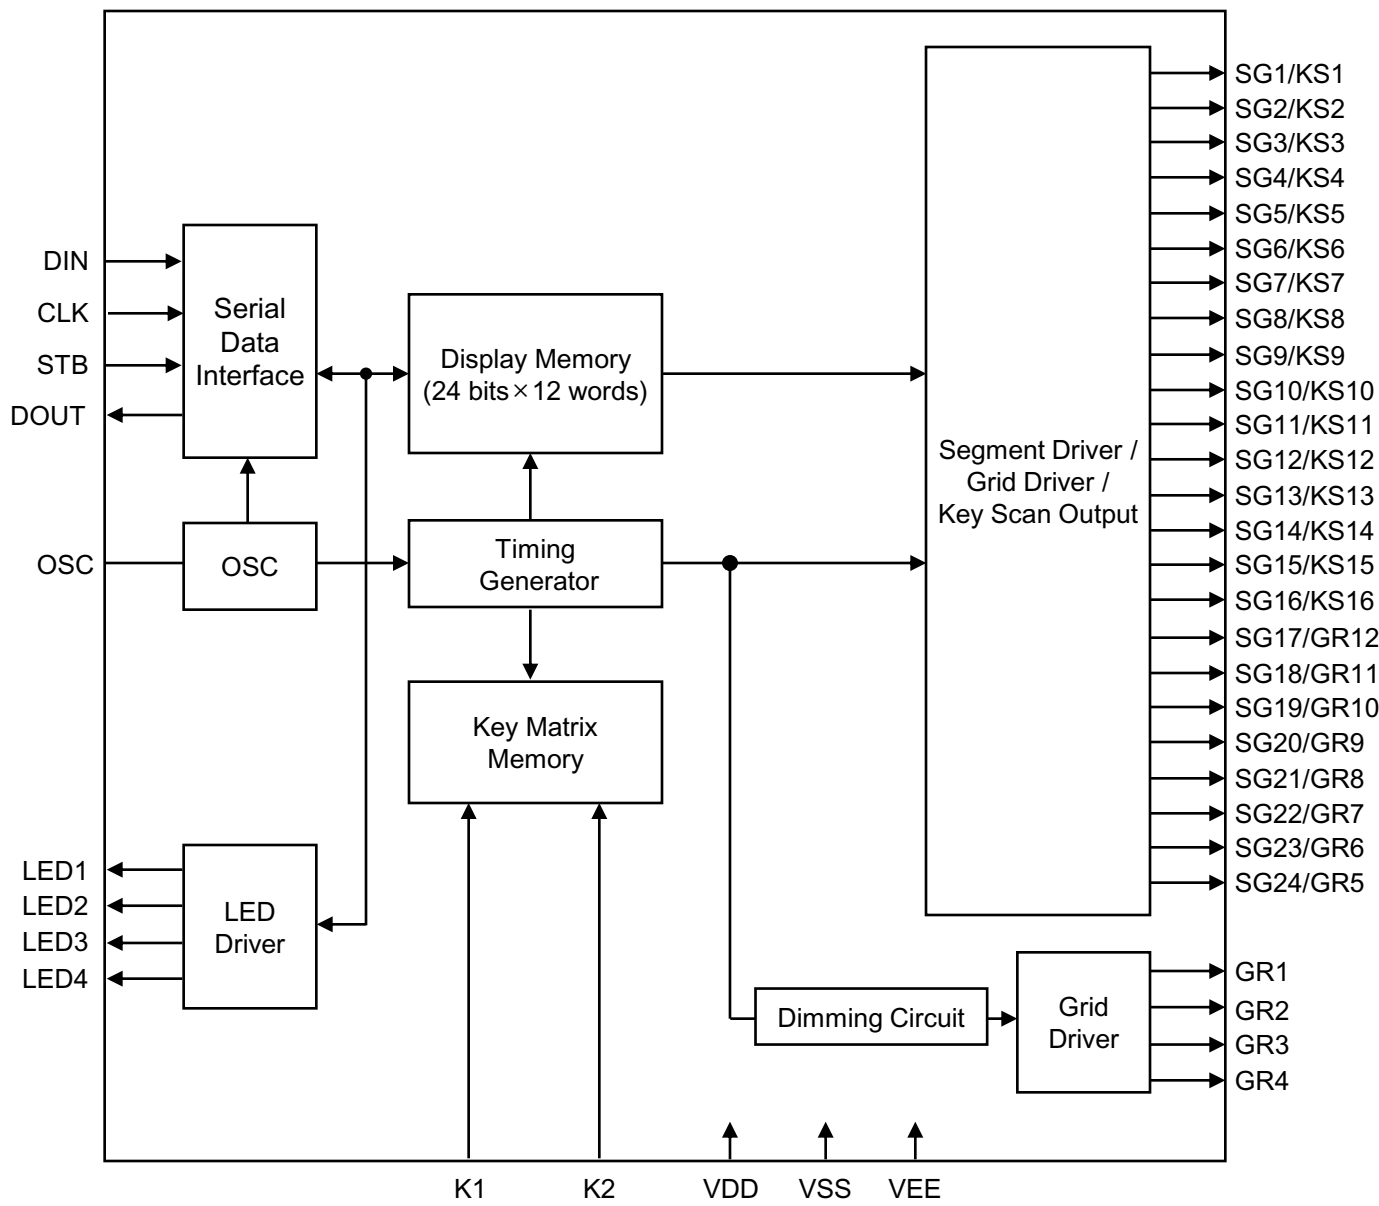 DIN
CLK
STB
DOUT
OSC
LED1
LED2
LED3
LED4
Serial
Data
Interface
OSC
LED
Driver
Display Memory
(24 bits×12 words)
Timing
Generator
Key Matrix
Memory
Segment Driver /
Grid Driver /
Key Scan Output
Dimming Circuit
Grid
Driver
SG1/KS1
SG2/KS2
SG3/KS3
SG4/KS4
SG5/KS5
SG6/KS6
SG7/KS7
SG8/KS8
SG9/KS9
SG10/KS10
SG11/KS11
SG12/KS12
SG13/KS13
SG14/KS14
SG15/KS15
SG16/KS16
SG17/GR12
SG18/GR11
SG19/GR10
SG20/GR9
SG21/GR8
SG22/GR7
SG23/GR6
SG24/GR5
GR1
GR2
GR3
GR4
K1
K2
VDD
VSS
VEE